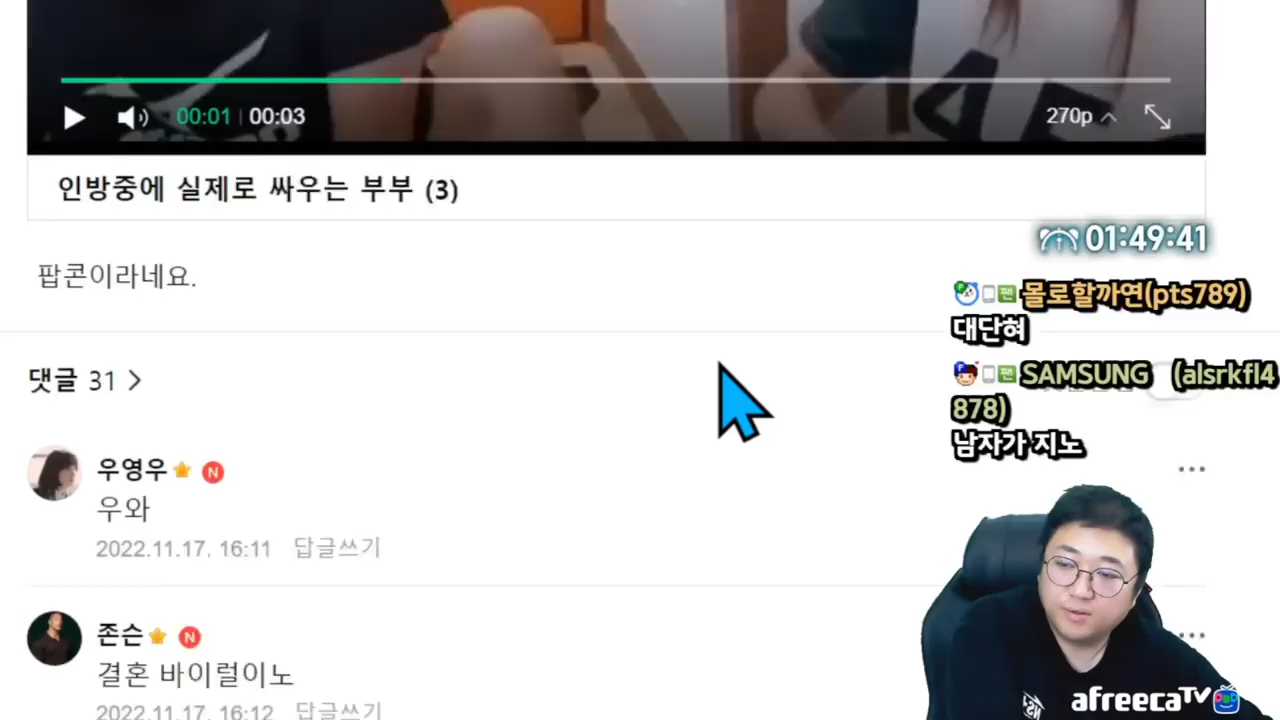 00:01 | 00:03
270p
인방중에 실제로 싸우는 부부 (3)
01:49:41
팝콘이라네요.
몰로할까연(pts789)
대단혀
댓글 31
SAMSUNG (alsrkfl4
878)
남자가 지노
우영우
N
우와
2022.11.17. 16:11 답글쓰기
존슨
N
결혼 바이럴이노
2022.11.17. 16:12 답글쓰기
afreecaTV